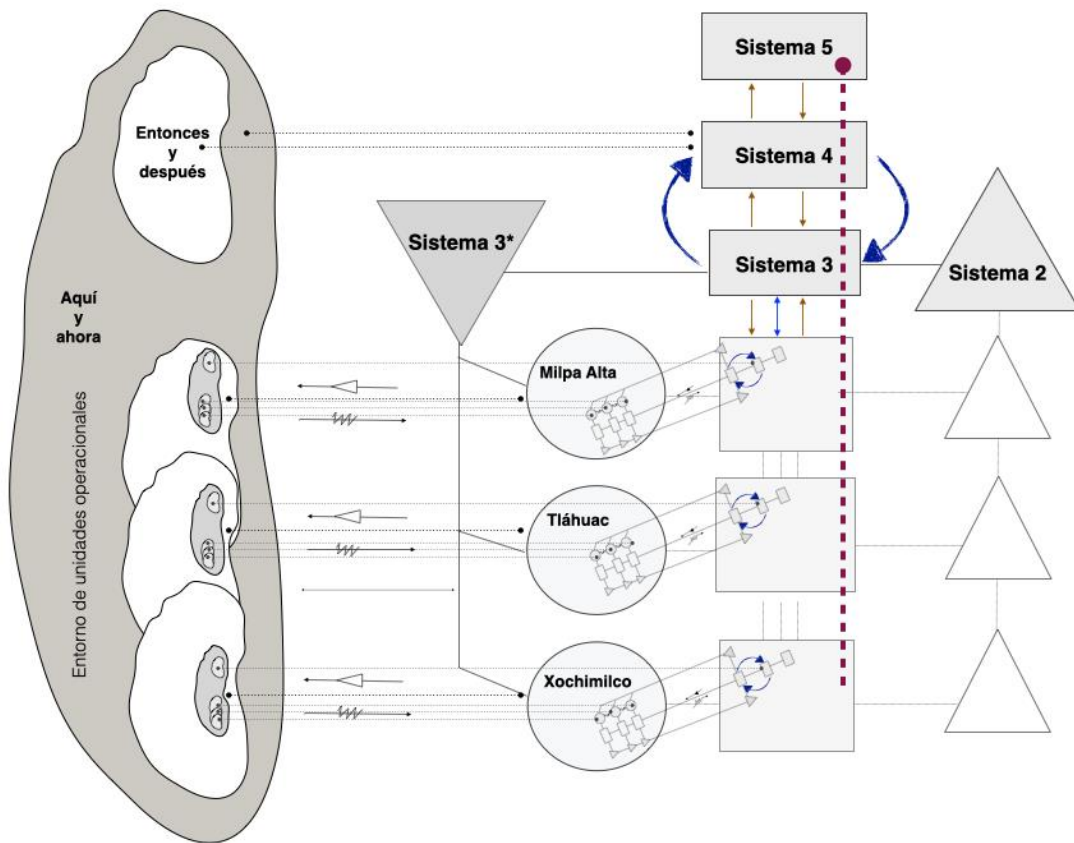 Sistema 5
Entonces
y
después
Sistema 4
Sistema 3*
Sistema 3
Sistema 2
Aquí
y
ahora
Entorno de unidades operacionales
Milpa Alta
Tláhuac
Xochimilco